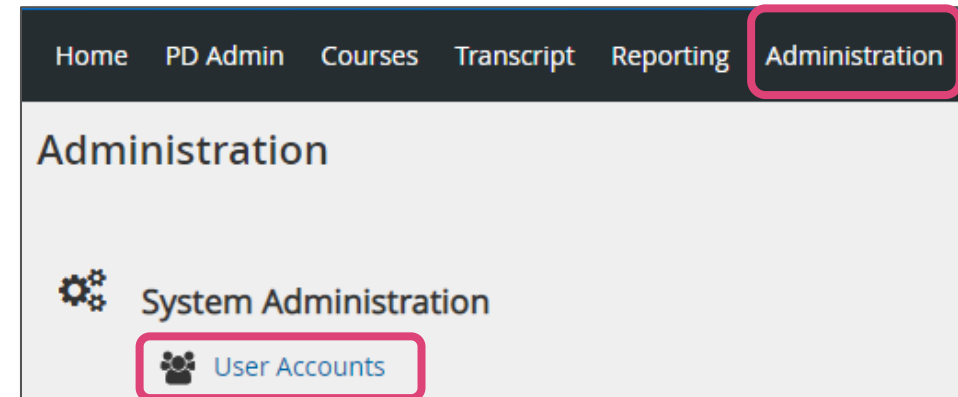 Home PD Admin Courses Transcript Reporting Administration
Administration
System Administration
User Accounts